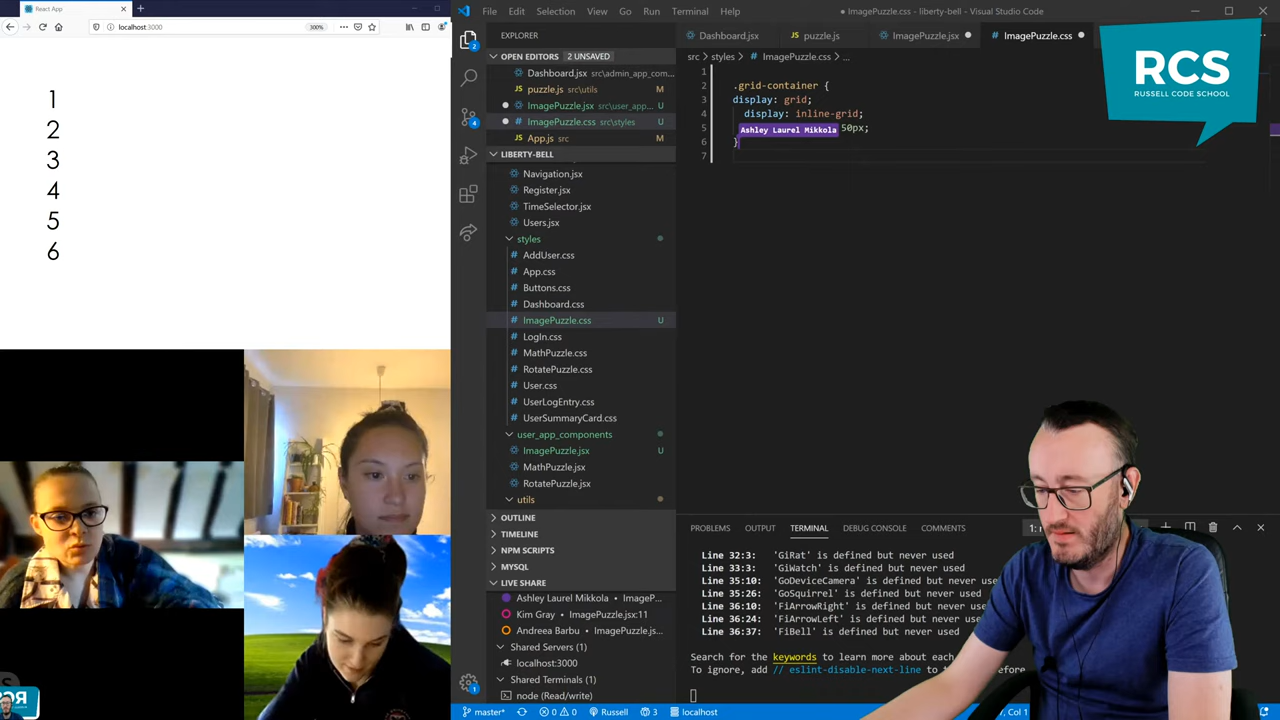 React App
localhost:3000
300%
1
2
3
4
5
6
File Edit Selection View Go Run Terminal Help
● ImagePuzzle.css - liberty-bell - Visual Studio Code
EXPLORER
OPEN EDITORS 2 UNSAVED
Dashboard.jsx src\admin_app_com...
puzzle.js src\utils M
ImagePuzzle.jsx src\user_app... U
ImagePuzzle.css src\styles U
App.js src M
LIBERTY-BELL
Navigation.jsx
Register.jsx
TimeSelector.jsx
Users.jsx
styles
AddUser.css
App.css
Buttons.css
Dashboard.css
ImagePuzzle.css U
LogIn.css
MathPuzzle.css
RotatePuzzle.css
User.css
UserLogEntry.css
UserSummaryCard.css
user_app_components
ImagePuzzle.jsx U
MathPuzzle.jsx
RotatePuzzle.jsx
utils
OUTLINE
TIMELINE
NPM SCRIPTS
MYSQL
LIVE SHARE
Ashley Laurel Mikkola • ImageP...
Kim Gray • ImagePuzzle.jsx:11
Andreea Barbu • ImagePuzzle.js...
Shared Servers (1)
localhost:3000
Shared Terminals (1)
node (Read/write)
Dashboard.jsx puzzle.js ImagePuzzle.jsx ImagePuzzle.css
src > styles > # ImagePuzzle.css > ...
1
2 .grid-container {
3 display: grid;
4 display: inline-grid;
5 Ashley Laurel Mikkola 50px;
6 }
7
PROBLEMS OUTPUT TERMINAL DEBUG CONSOLE COMMENTS
Line 32:3: 'GiRat' is defined but never used
Line 33:3: 'GiWatch' is defined but never used
Line 35:10: 'GoDeviceCamera' is defined but never
Line 35:26: 'GoSquirrel' is defined but never used
Line 36:10: 'FiArrowRight' is defined but never us
Line 36:24: 'FiArrowLeft' is defined but never use
Line 36:37: 'FiBell' is defined but never used
Search for the keywords to learn more about each
To ignore, add // eslint-disable-next-line to efore
master* 0 0 Russell 3 localhost
Col 1
RCS
RUSSELL CODE SCHOOL